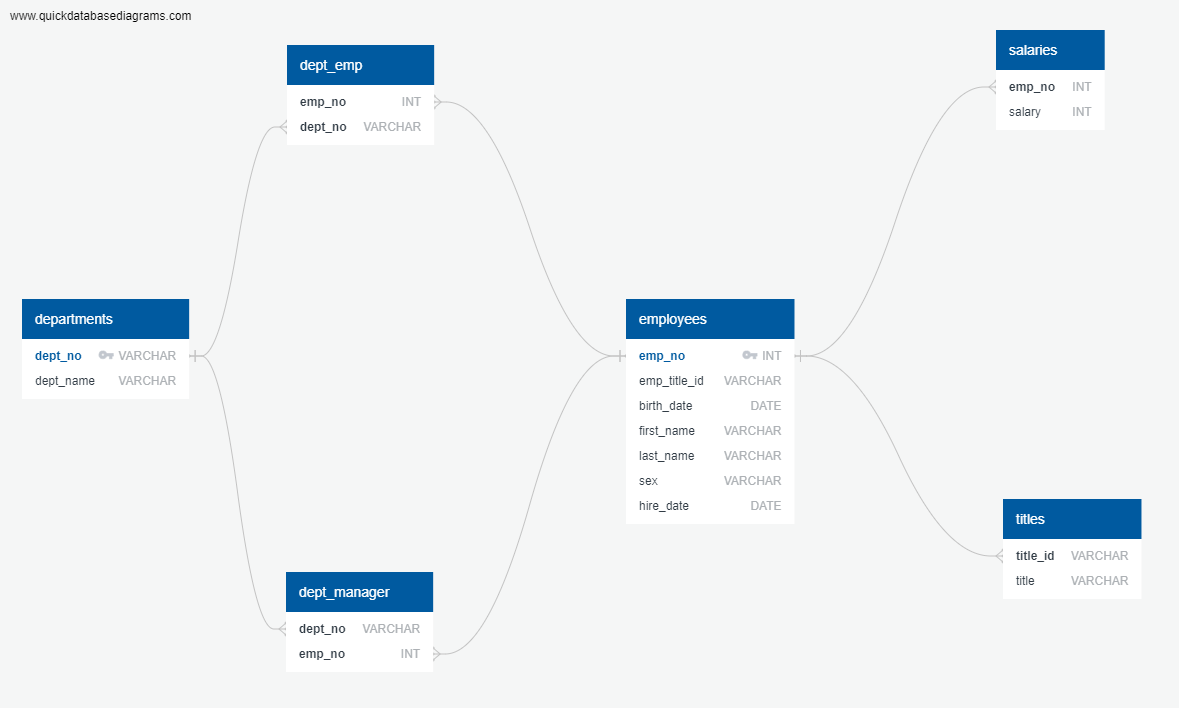 www.quickdatabasediagrams.com
dept_emp
emp_no INT
dept_no VARCHAR
salaries
emp_no INT
salary INT
departments
dept_no VARCHAR
dept_name VARCHAR
employees
emp_no INT
emp_title_id VARCHAR
birth_date DATE
first_name VARCHAR
last_name VARCHAR
sex VARCHAR
hire_date DATE
titles
title_id VARCHAR
title VARCHAR
dept_manager
dept_no VARCHAR
emp_no INT